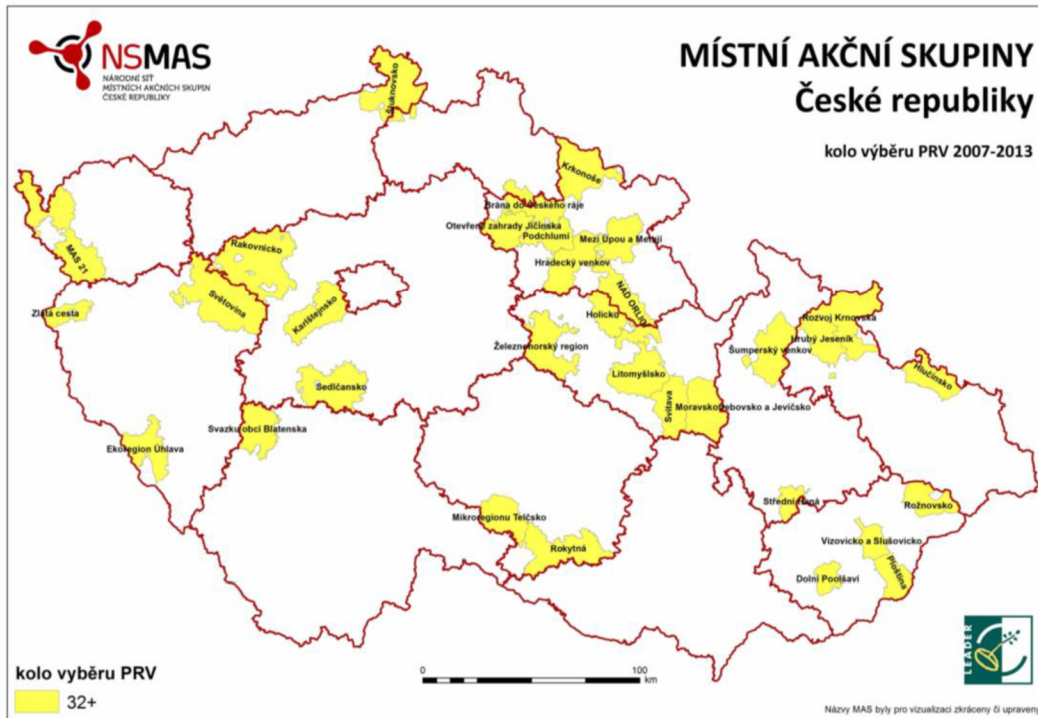 NSMAS
NÁRODNÍ SÍŤ
MÍSTNÍCH AKČNÍCH SKUPIN
ČESKÉ REPUBLIKY
MÍSTNÍ AKČNÍ SKUPINY
České republiky
kolo výběru PRV 2007-2013
Šluknovsko
Krkonoše
Brána do Českého ráje
Otevřené zahrady Jičínska
Podchlumí
Mezi Úpou a Metují
Hradecký venkov
NAD ORLICÍ
MAS 21
Rakovnicko
Světovina
Zlatá cesta
Karlštejnsko
Holicko
Železnohorský region
Litomyšlsko
Svitava
Moravskotřebovsko a Jevíčsko
Rozvoj Krnovska
Hrubý Jeseník
Šumperský venkov
Hlučínsko
Sedlčansko
Svazku obcí Blatenska
Ekoregion Úhlava
Mikroregionu Telčsko
Rokytná
Střední Haná
Rožnovsko
Vizovicko a Slušovicko
Ploština
Dolní Poolšaví
kolo vyběru PRV
32+
0
100
km
LEADER
Názvy MAS byly pro vizualizaci zkráceny či upraveny